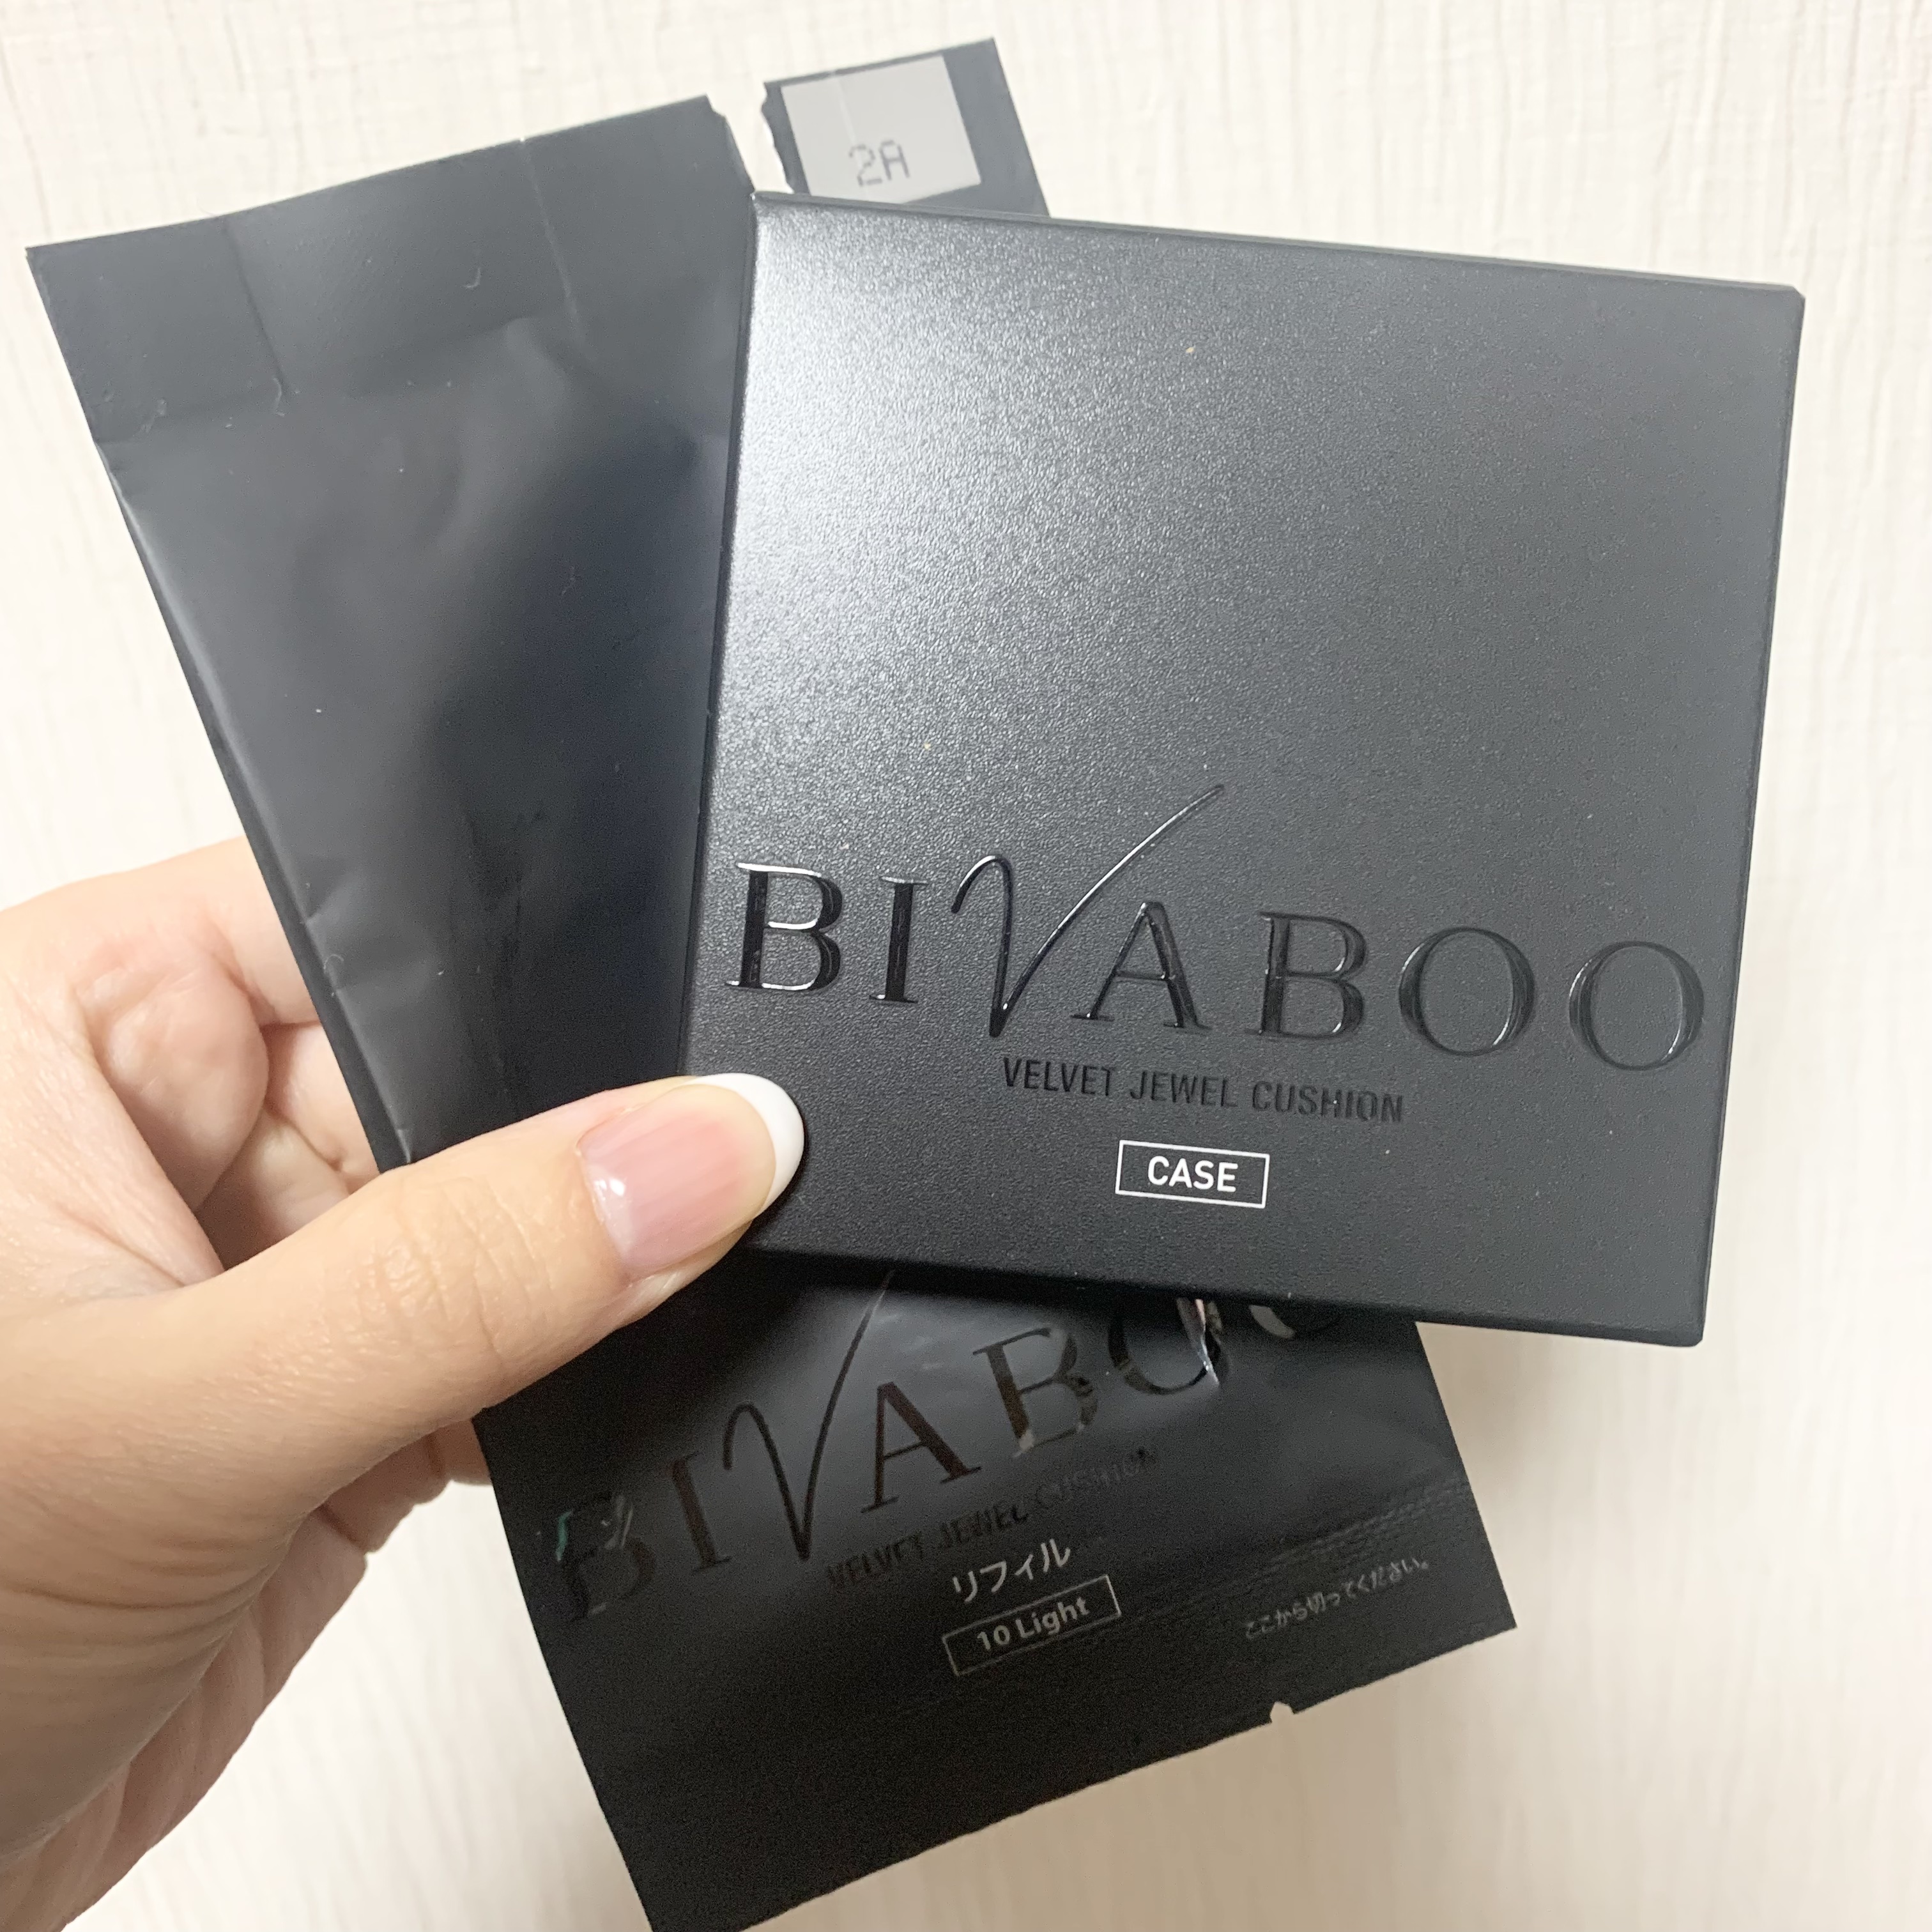 2A
BIVABOO
VELVET JEWEL CUSHION
CASE
BIVABOO
VELVET JEWEL CUSHION
リフィル
10 Light
ここから切ってください。